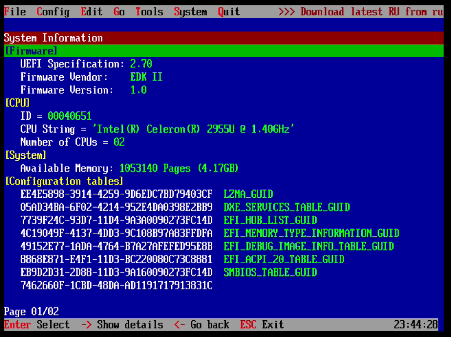 File Config Edit Go Tools System Quit >>> Download latest RU from ru
System Information
[Firmware]
UEFI Specification: 2.70
Firmware Vendor: EDK II
Firmware Version: 1.0
[CPU]
ID = 00040651
CPU String = 'Intel(R) Celeron(R) 2955U @ 1.40GHz'
Number of CPUs = 02
[System]
Available Memory: 1053140 Pages (4.17GB)
[Configuration tables]
EE4E5898-3914-4259-9D6EDC7BD79403CF LZMA_GUID
05AD34BA-6F02-4214-952E4DA0398E2BB9 DXE_SERVICES_TABLE_GUID
7739F24C-93D7-11D4-9A3A0090273FC14D EFI_HOB_LIST_GUID
4C19049F-4137-4DD3-9C108B97A83FFDFA EFI_MEMORY_TYPE_INFORMATION_GUID
49152E77-1ADA-4764-B7A27AFEFED95E8B EFI_DEBUG_IMAGE_INFO_TABLE_GUID
8868E871-E4F1-11D3-BC220080C73C8881 EFI_ACPI_20_TABLE_GUID
EB9D2D31-2D88-11D3-9A160090273FC14D SMBIOS_TABLE_GUID
7462660F-1CBD-48DA-AD1191717913831C
Page 01/02
Enter Select -> Show details <- Go back ESC Exit 23:44:28